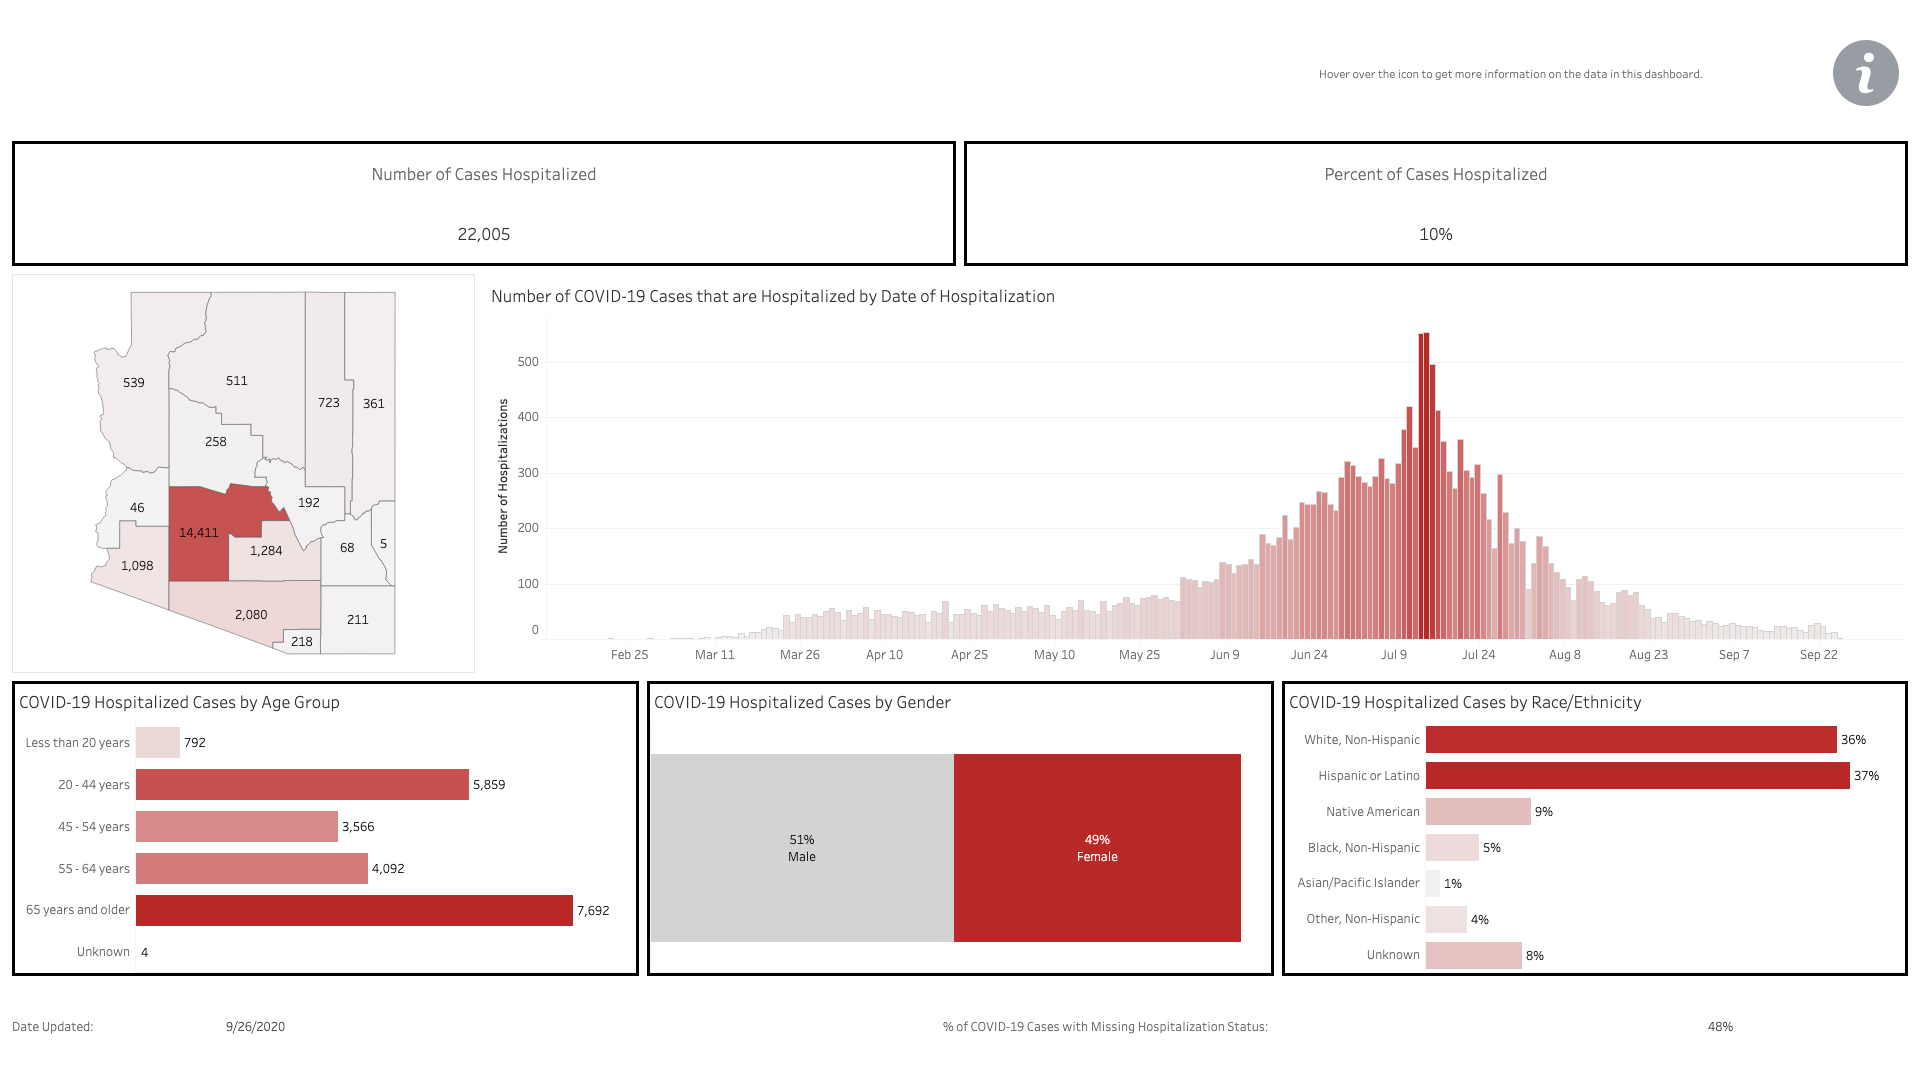 Hover over the icon to get more information on the data in this dashboard.
i
Number of Cases Hospitalized
22,005
Percent of Cases Hospitalized
10%
539
511
723
361
258
46
192
14,411
1,284
68
5
1,098
2,080
211
218
Number of COVID-19 Cases that are Hospitalized by Date of Hospitalization
Number of Hospitalizations
500
400
300
200
100
0
Feb 25 Mar 11 Mar 26 Apr 10 Apr 25 May 10 May 25 Jun 9 Jun 24 Jul 9 Jul 24 Aug 8 Aug 23 Sep 7 Sep 22
COVID-19 Hospitalized Cases by Age Group
Less than 20 years 792
20 - 44 years 5,859
45 - 54 years 3,566
55 - 64 years 4,092
65 years and older 7,692
Unknown 4
COVID-19 Hospitalized Cases by Gender
51%
Male
49%
Female
COVID-19 Hospitalized Cases by Race/Ethnicity
White, Non-Hispanic 36%
Hispanic or Latino 37%
Native American 9%
Black, Non-Hispanic 5%
Asian/Pacific Islander 1%
Other, Non-Hispanic 4%
Unknown 8%
Date Updated: 9/26/2020
% of COVID-19 Cases with Missing Hospitalization Status: 48%